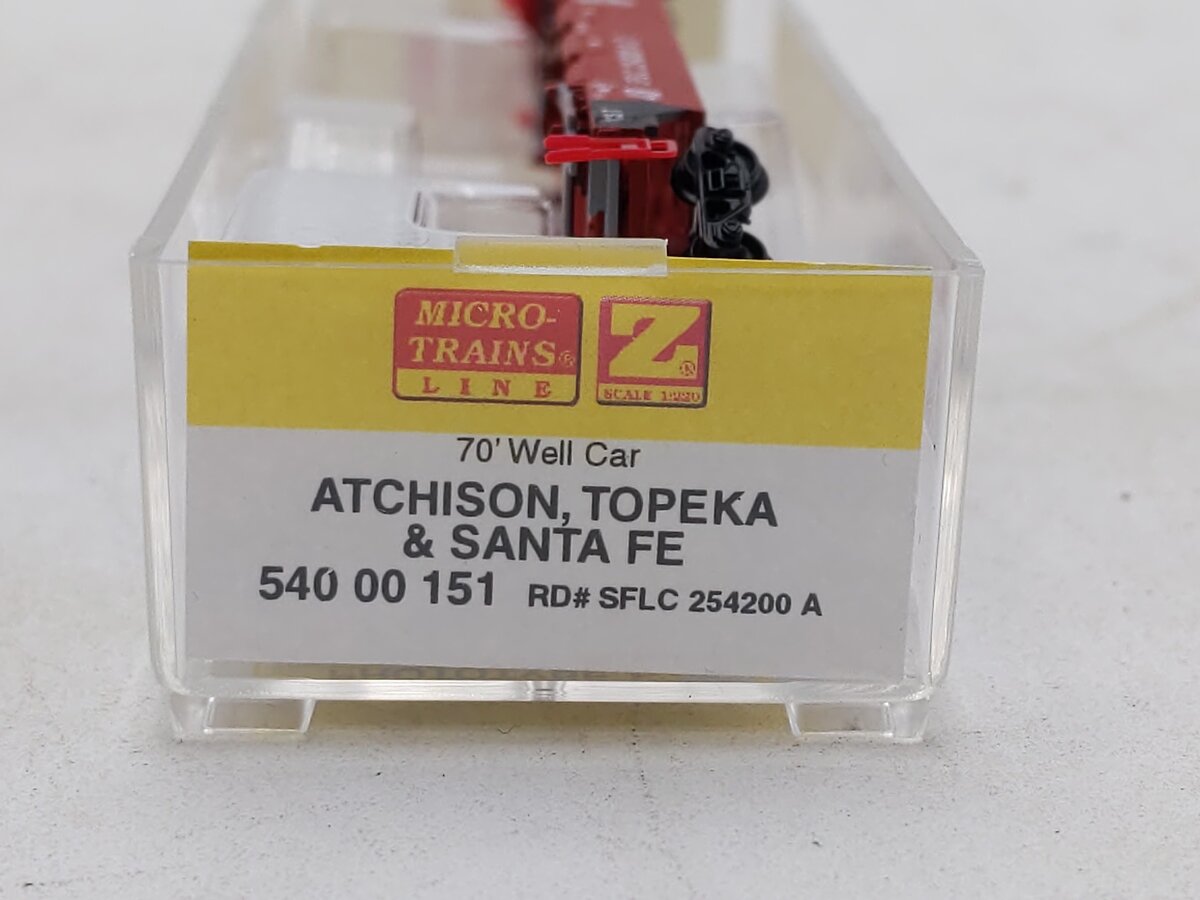 MICRO-
TRAINS®
LINE
Z®
SCALE 1:220
70' Well Car
ATCHISON, TOPEKA
& SANTA FE
540 00 151 RD# SFLC 254200 A